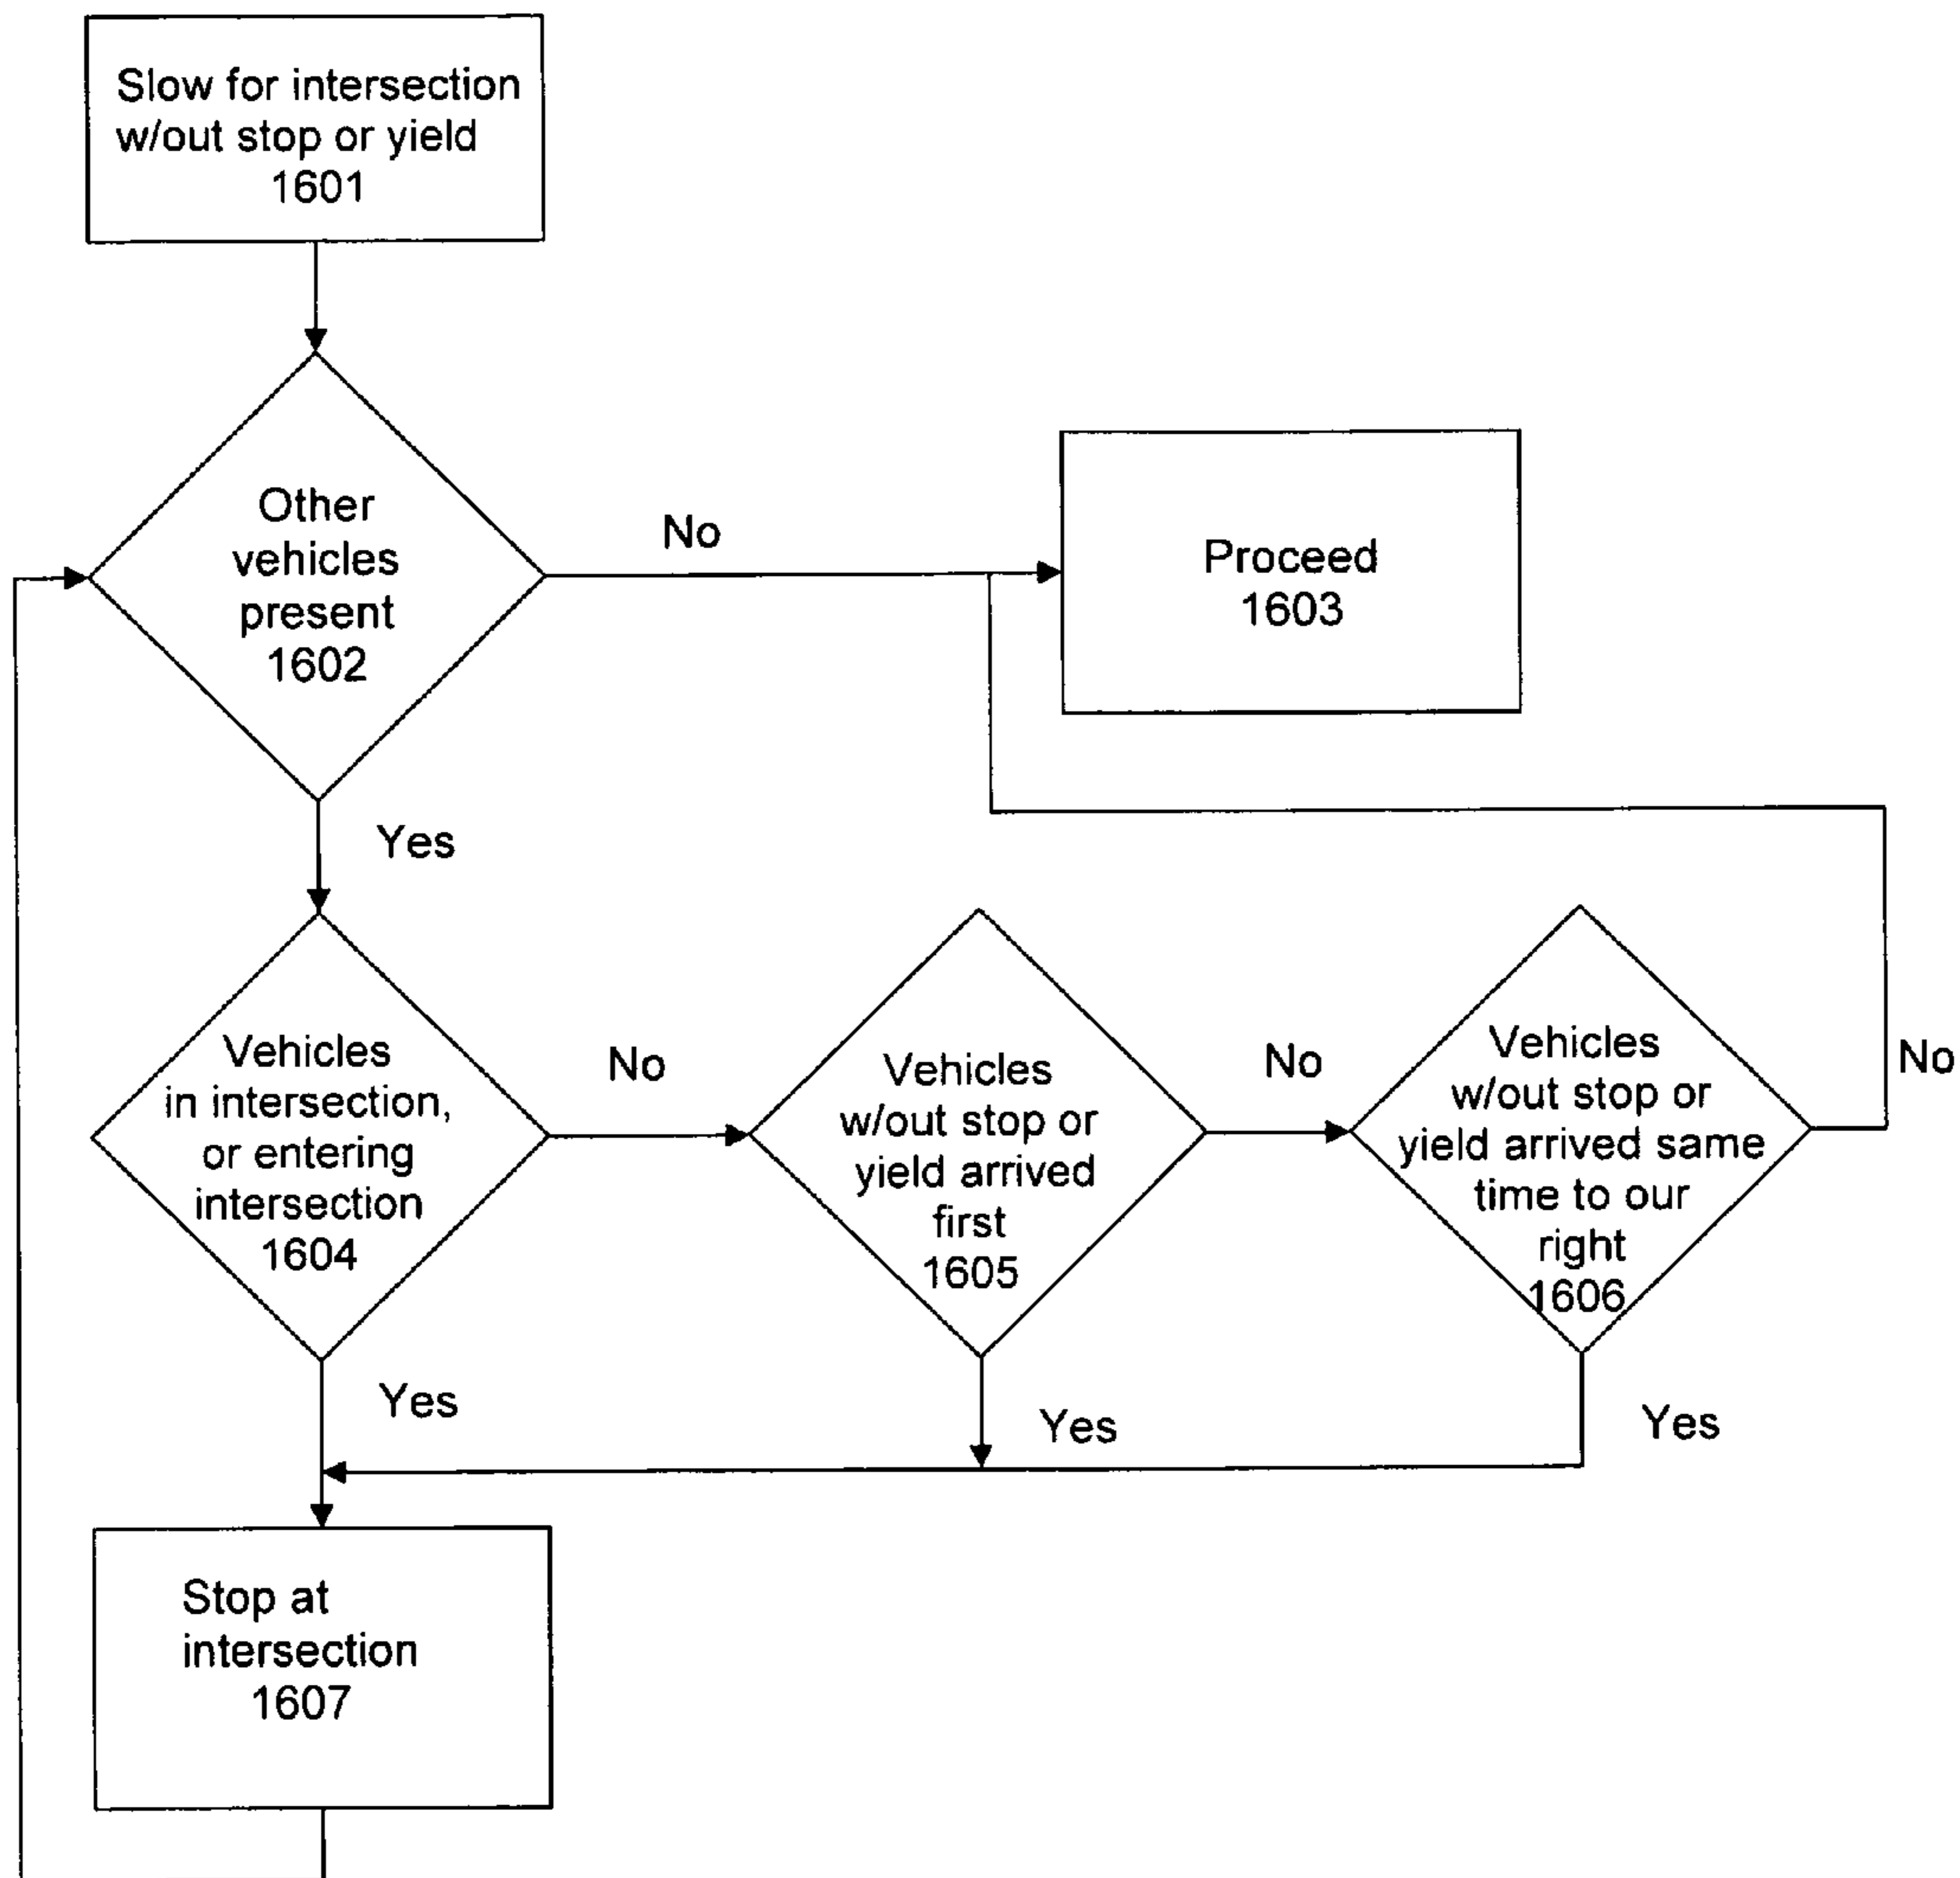 Slow for intersection
w/out stop or yield
1601
Other
vehicles
present
1602
No
Proceed
1603
Yes
Vehicles
in intersection,
or entering
intersection
1604
No
Vehicles
w/out stop or
yield arrived
first
1605
No
Vehicles
w/out stop or
yield arrived same
time to our
right
1606
No
Yes
Yes
Yes
Stop at
intersection
1607